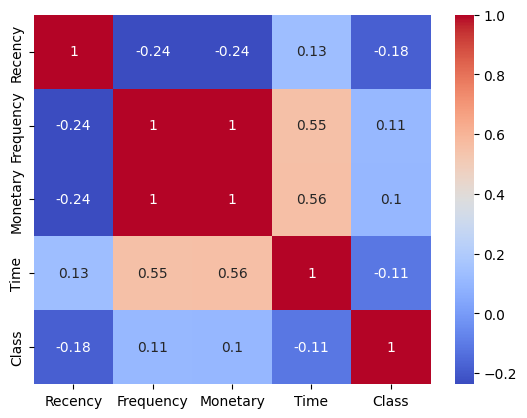 Recency 1 -0.24 -0.24 0.13 -0.18
Frequency -0.24 1 1 0.55 0.11
Monetary -0.24 1 1 0.56 0.1
Time 0.13 0.55 0.56 1 -0.11
Class -0.18 0.11 0.1 -0.11 1
Recency Frequency Monetary Time Class
1.0
0.8
0.6
0.4
0.2
0.0
−0.2